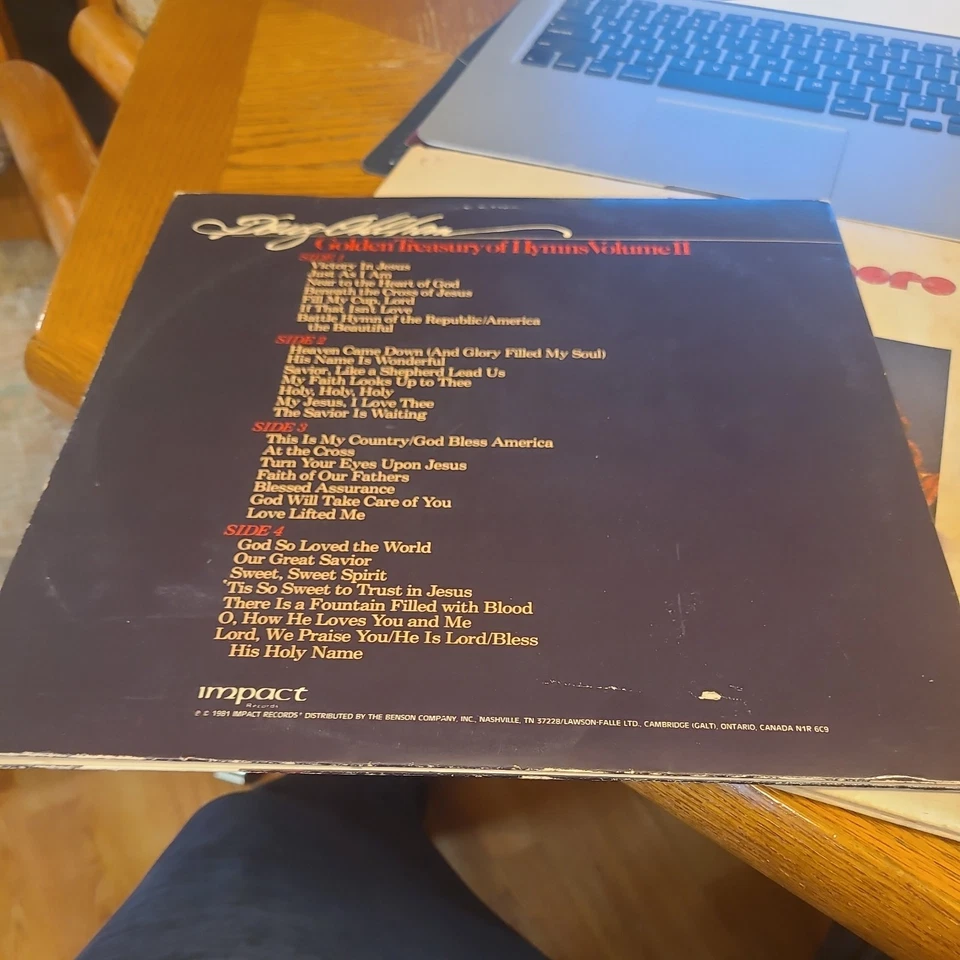 Doug Oldham
Golden Treasury of Hymns Volume II
SIDE 1
Victory In Jesus
Just As I Am
Near to the Heart of God
Beneath the Cross of Jesus
Fill My Cup, Lord
If That Isn't Love
Battle Hymn of the Republic/America
the Beautiful
SIDE 2
Heaven Came Down (And Glory Filled My Soul)
His Name Is Wonderful
Savior, Like a Shepherd Lead Us
My Faith Looks Up to Thee
Holy, Holy, Holy
My Jesus, I Love Thee
The Savior Is Waiting
SIDE 3
This Is My Country/God Bless America
At the Cross
Turn Your Eyes Upon Jesus
Faith of Our Fathers
Blessed Assurance
God Will Take Care of You
Love Lifted Me
SIDE 4
God So Loved the World
Our Great Savior
Sweet, Sweet Spirit
'Tis So Sweet to Trust in Jesus
There Is a Fountain Filled with Blood
O, How He Loves You and Me
Lord, We Praise You/He Is Lord/Bless
His Holy Name
impact
Records
℗ © 1981 IMPACT RECORDS® DISTRIBUTED BY THE BENSON COMPANY, INC., NASHVILLE, TN 37228/LAWSON-FALLE LTD., CAMBRIDGE (GALT), ONTARIO, CANADA N1R 6C9